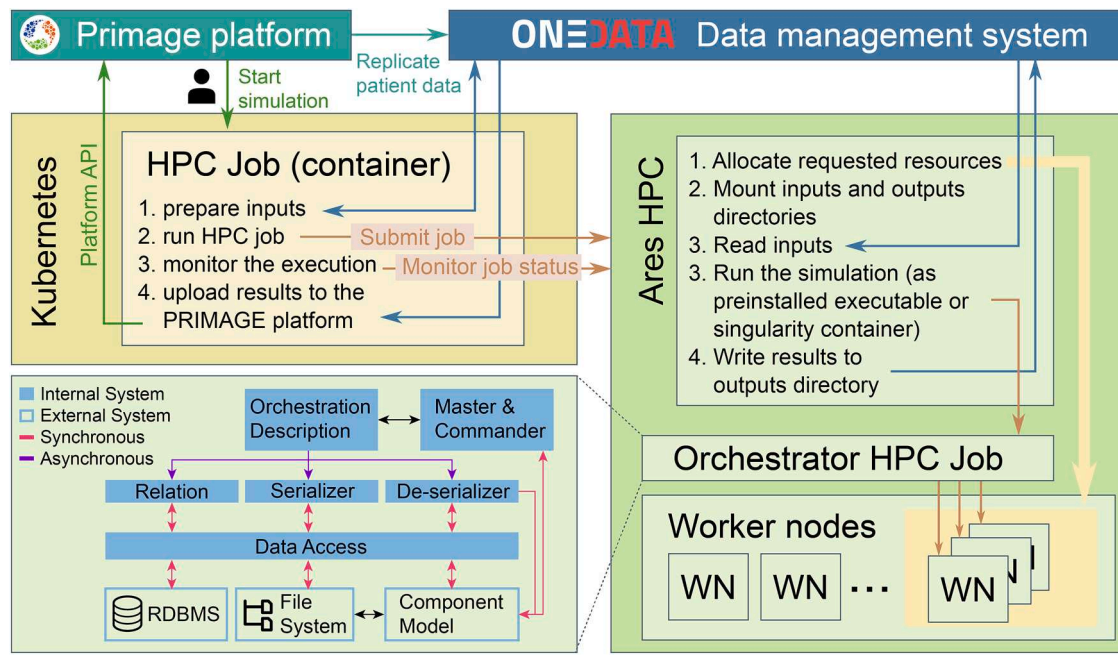 Primage platform
ONEDATA Data management system
Replicate
patient data
Start
simulation
Platform API
Kubernetes
HPC Job (container)
1. prepare inputs
2. run HPC job
3. monitor the execution
4. upload results to the
PRIMAGE platform
Submit job
Monitor job status
Ares HPC
1. Allocate requested resources
2. Mount inputs and outputs
directories
3. Read inputs
3. Run the simulation (as
preinstalled executable or
singularity container)
4. Write results to
outputs directory
Orchestrator HPC Job
Worker nodes
WN
WN
...
WN
N
I
Internal System
External System
Synchronous
Asynchronous
Orchestration
Description
Master &
Commander
Relation
Serializer
De-serializer
Data Access
RDBMS
File
System
Component
Model